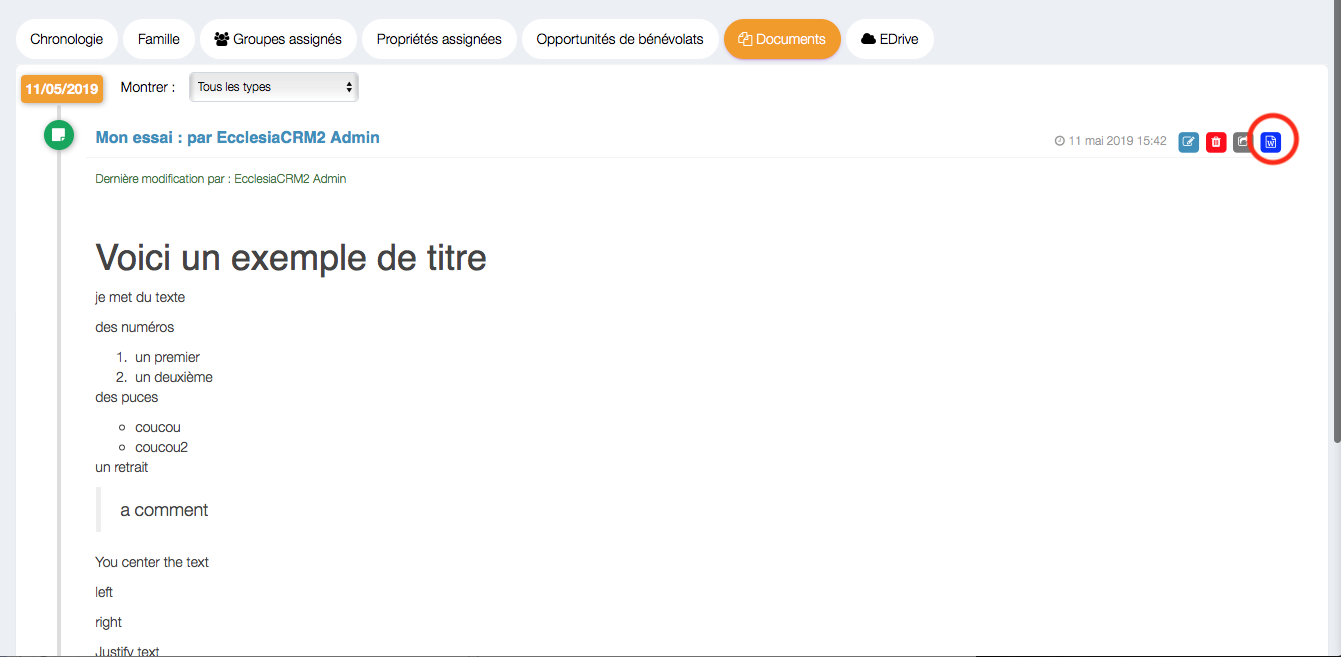 Chronologie Famille Groupes assignés Propriétés assignées Opportunités de bénévolats Documents EDrive
11/05/2019 Montrer : Tous les types
Mon essai : par EcclesiaCRM2 Admin 11 mai 2019 15:42
Dernière modification par : EcclesiaCRM2 Admin
Voici un exemple de titre
je met du texte
des numéros
1. un premier
2. un deuxième
des puces
coucou
coucou2
un retrait
a comment
You center the text
left
right
Justify text